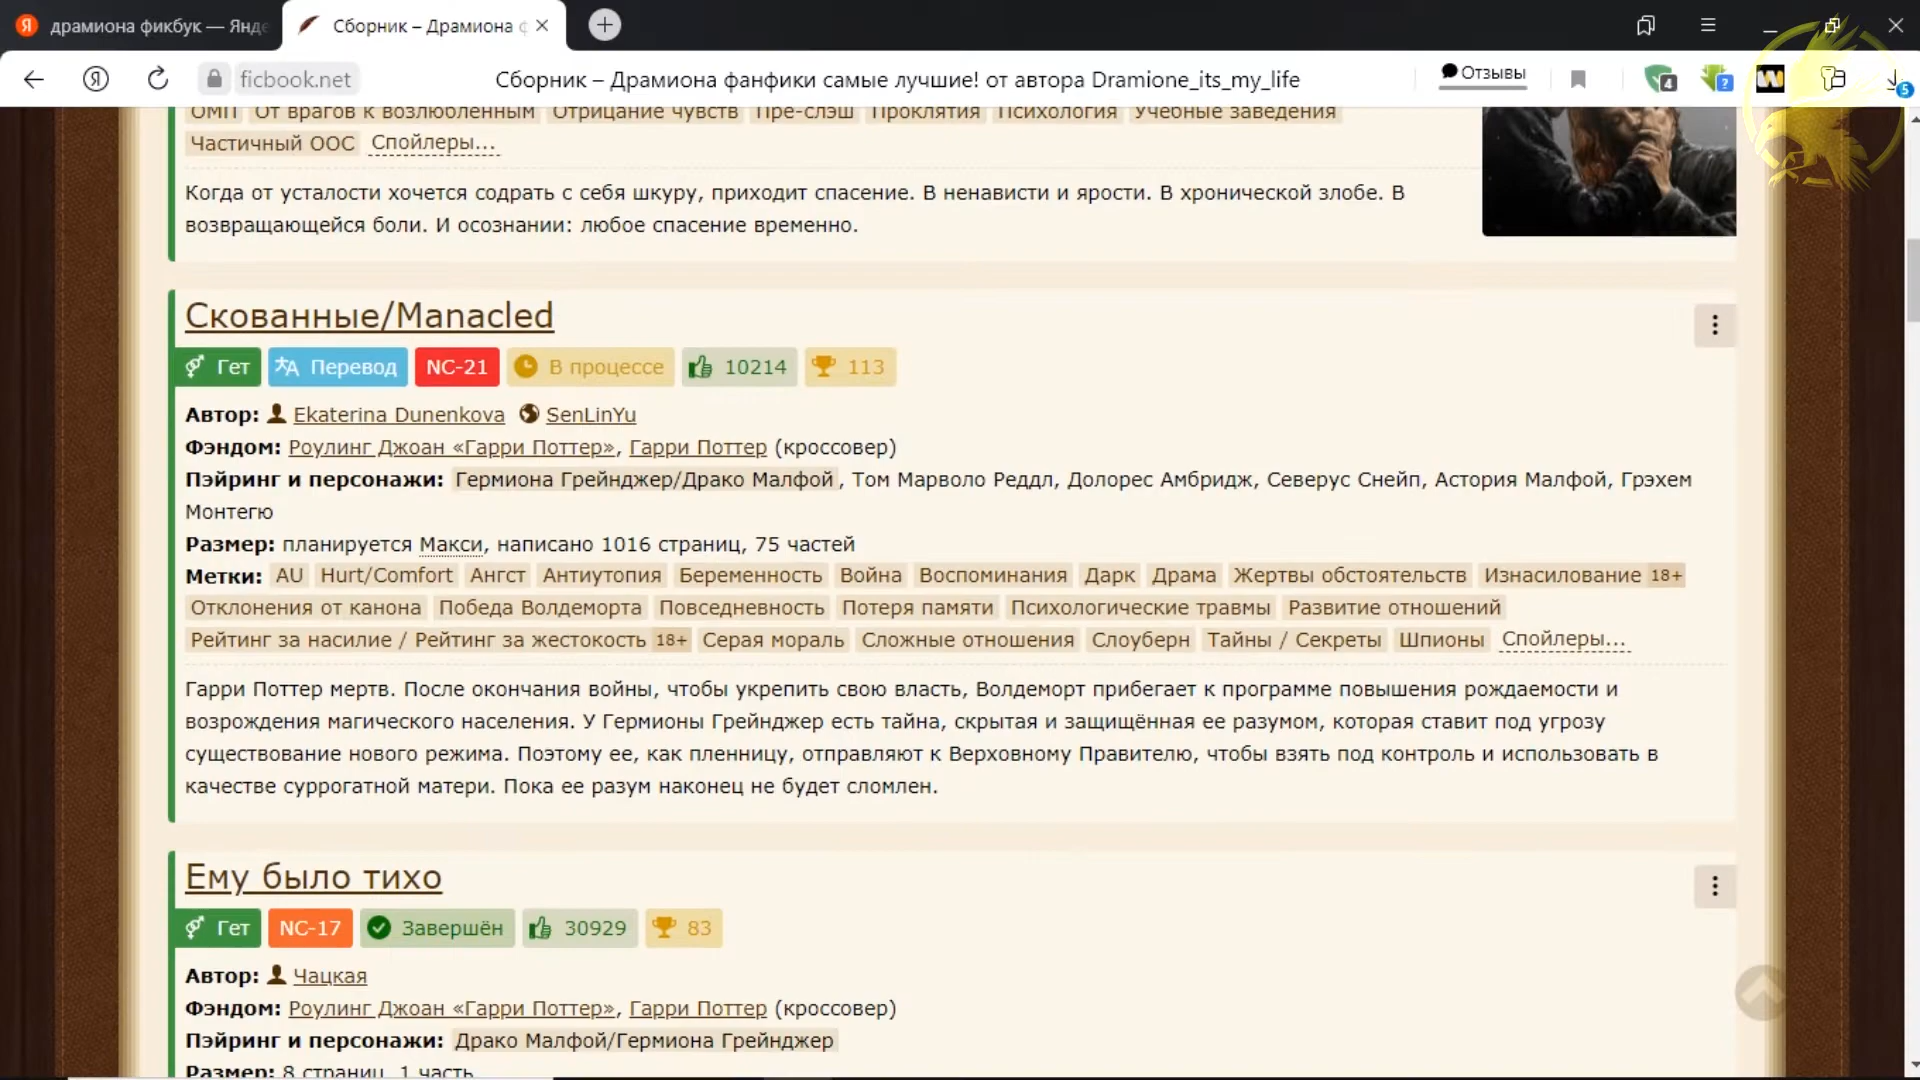 драмиона фикбук — Янде
Сборник – Драмиона ф
ficbook.net
Сборник – Драмиона фанфики самые лучшие! от автора Dramione_its_my_life
Отзывы
4
?
5
ОМП От врагов к возлюбленным Отрицание чувств Пре-слэш Проклятия Психология Учебные заведения
Частичный ООС Спойлеры...
Когда от усталости хочется содрать с себя шкуру, приходит спасение. В ненависти и ярости. В хронической злобе. В
возвращающейся боли. И осознании: любое спасение временно.
Скованные/Manacled
Гет Перевод NC-21 В процессе 10214 113
Автор: Ekaterina Dunenkova SenLinYu
Фэндом: Роулинг Джоан «Гарри Поттер», Гарри Поттер (кроссовер)
Пэйринг и персонажи: Гермиона Грейнджер/Драко Малфой, Том Марволо Реддл, Долорес Амбридж, Северус Снейп, Астория Малфой, Грэхем
Монтегю
Размер: планируется Макси, написано 1016 страниц, 75 частей
Метки: AU Hurt/Comfort Ангст Антиутопия Беременность Война Воспоминания Дарк Драма Жертвы обстоятельств Изнасилование 18+
Отклонения от канона Победа Волдеморта Повседневность Потеря памяти Психологические травмы Развитие отношений
Рейтинг за насилие / Рейтинг за жестокость 18+ Серая мораль Сложные отношения Слоуберн Тайны / Секреты Шпионы Спойлеры...
Гарри Поттер мертв. После окончания войны, чтобы укрепить свою власть, Волдеморт прибегает к программе повышения рождаемости и
возрождения магического населения. У Гермионы Грейнджер есть тайна, скрытая и защищённая ее разумом, которая ставит под угрозу
существование нового режима. Поэтому ее, как пленницу, отправляют к Верховному Правителю, чтобы взять под контроль и использовать в
качестве суррогатной матери. Пока ее разум наконец не будет сломлен.
Ему было тихо
Гет NC-17 Завершён 30929 83
Автор: Чацкая
Фэндом: Роулинг Джоан «Гарри Поттер», Гарри Поттер (кроссовер)
Пэйринг и персонажи: Драко Малфой/Гермиона Грейнджер
Размер: 8 страниц, 1 часть